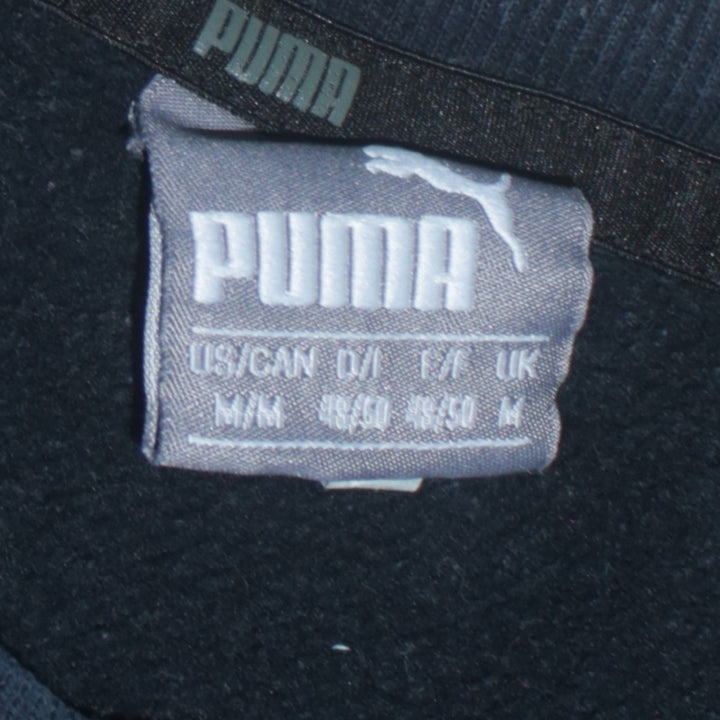 PUMA
PUMA
US/CAN D/I E/F UK
M/M 48/50 48/50 M